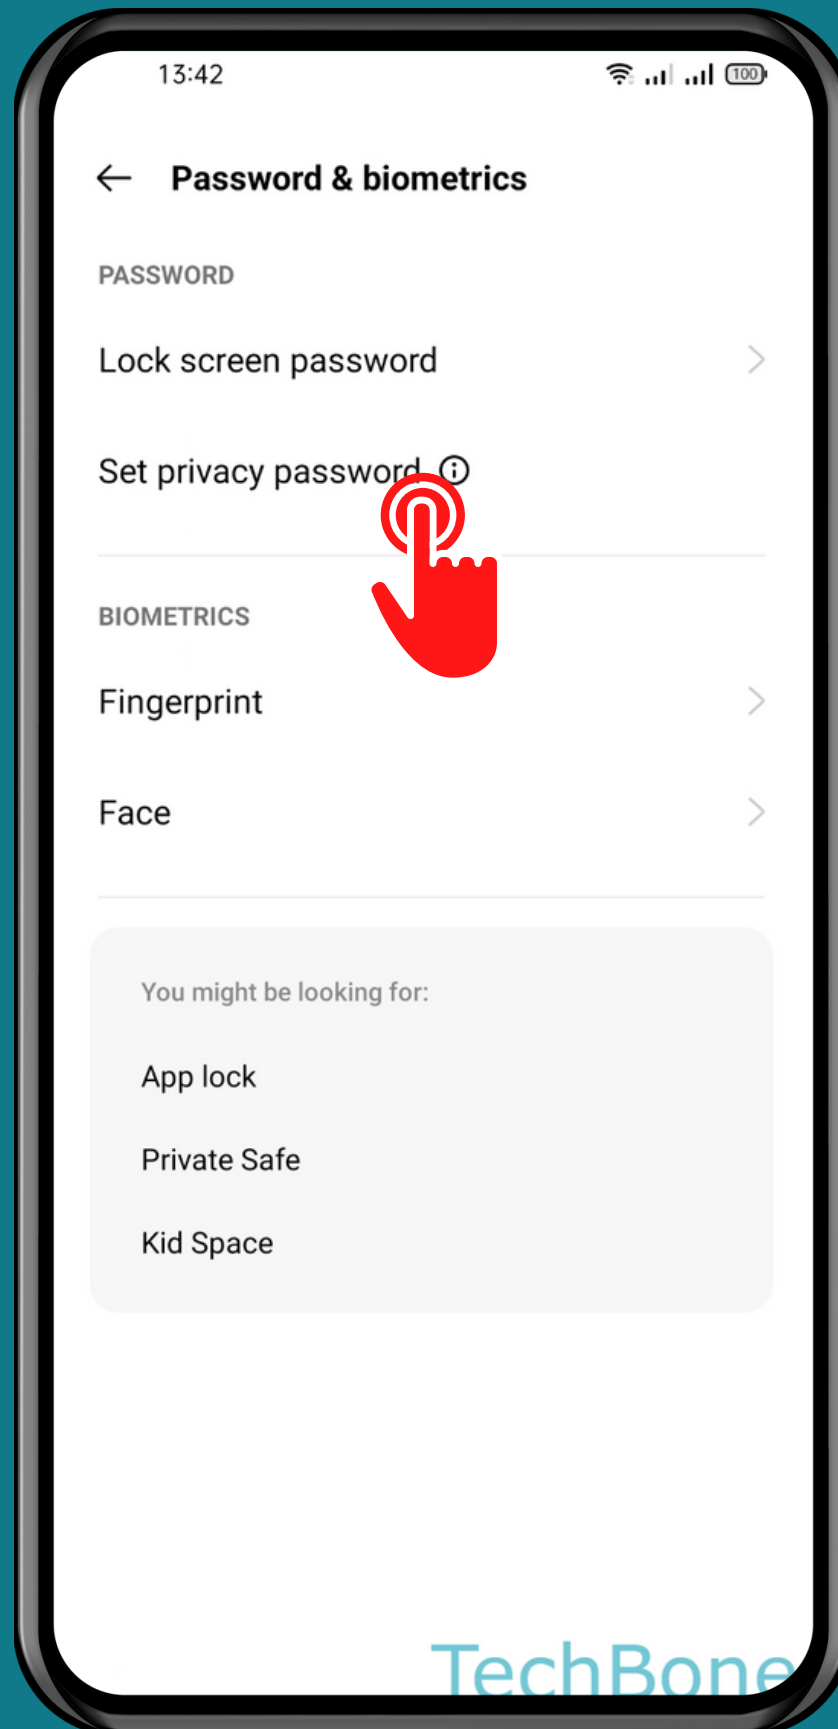 13:42
100
Password & biometrics
PASSWORD
Lock screen password
Set privacy password
BIOMETRICS
Fingerprint
Face
You might be looking for:
App lock
Private Safe
Kid Space
TechBone